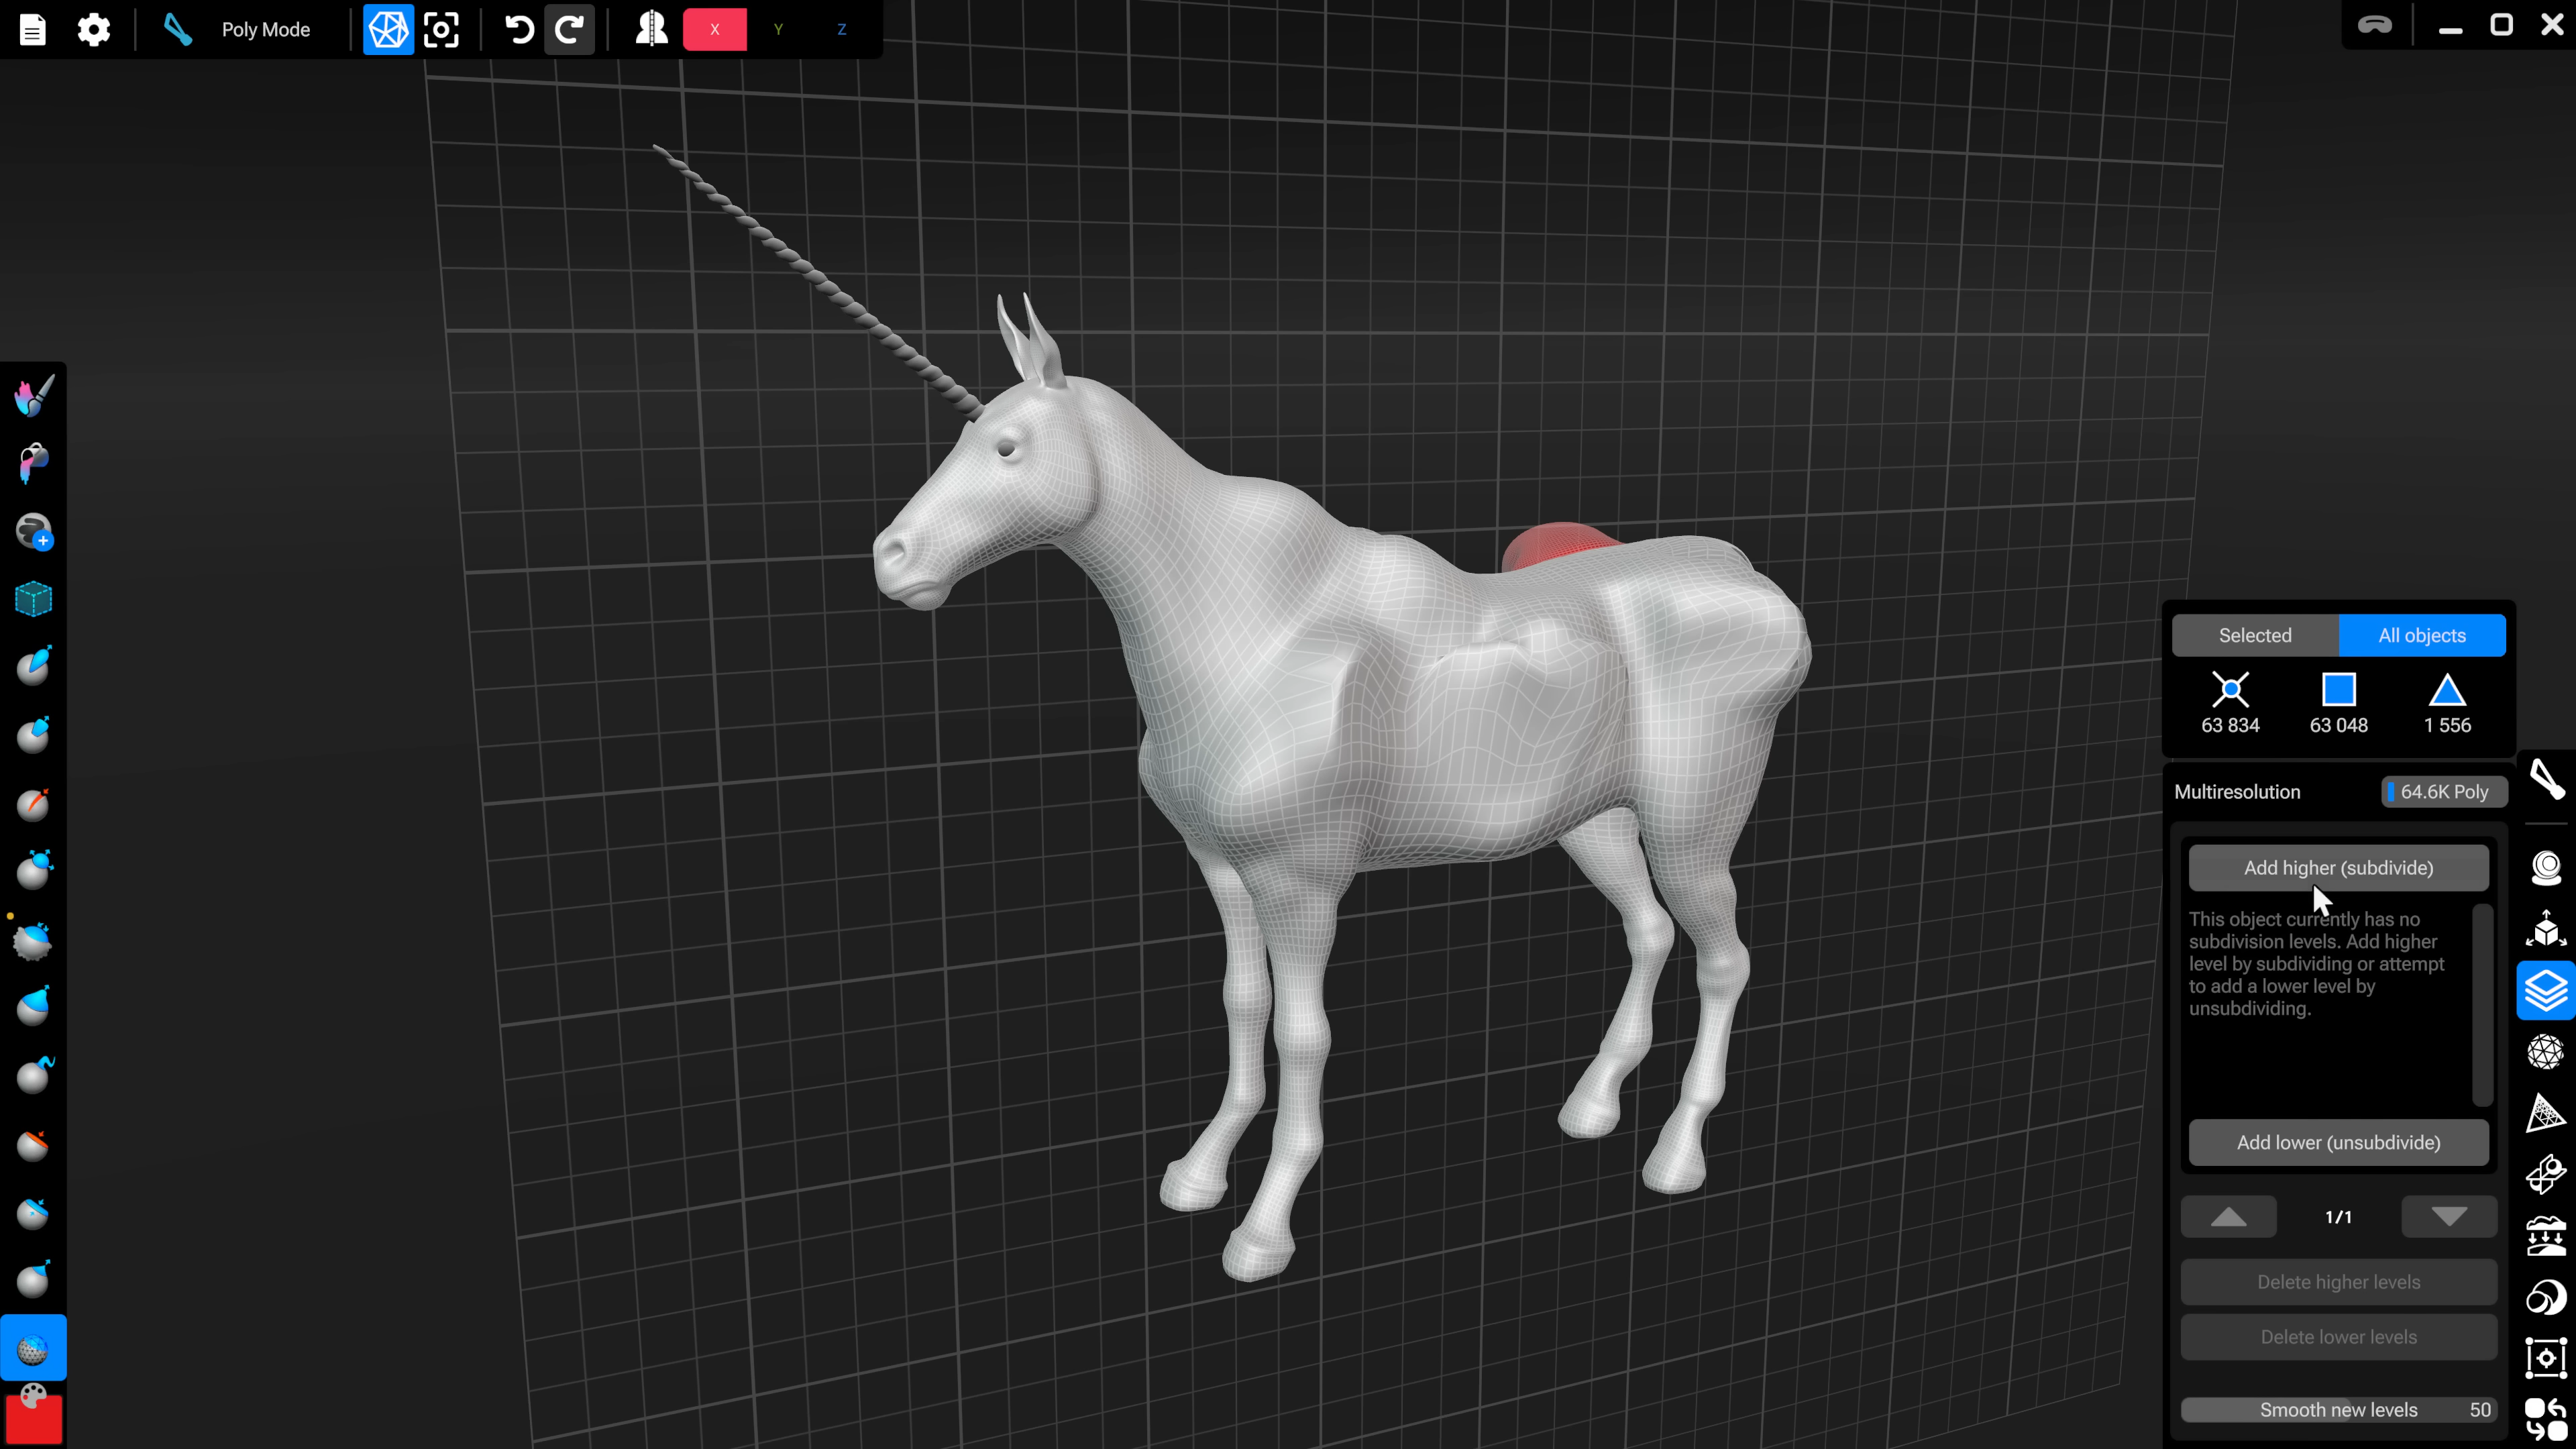 Poly Mode
X
Y
Z
Selected
All objects
63 834
63 048
1 556
Multiresolution
64.6K Poly
Add higher (subdivide)
This object currently has no
subdivision levels. Add higher
level by subdividing or attempt
to add a lower level by
unsubdividing.
Add lower (unsubdivide)
1/1
Delete higher levels
Delete lower levels
Smooth new levels 50